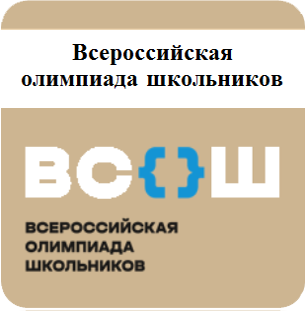 Всероссийская
олимпиада школьников
ВС{}Ш
ВСЕРОССИЙСКАЯ
ОЛИМПИАДА
ШКОЛЬНИКОВ